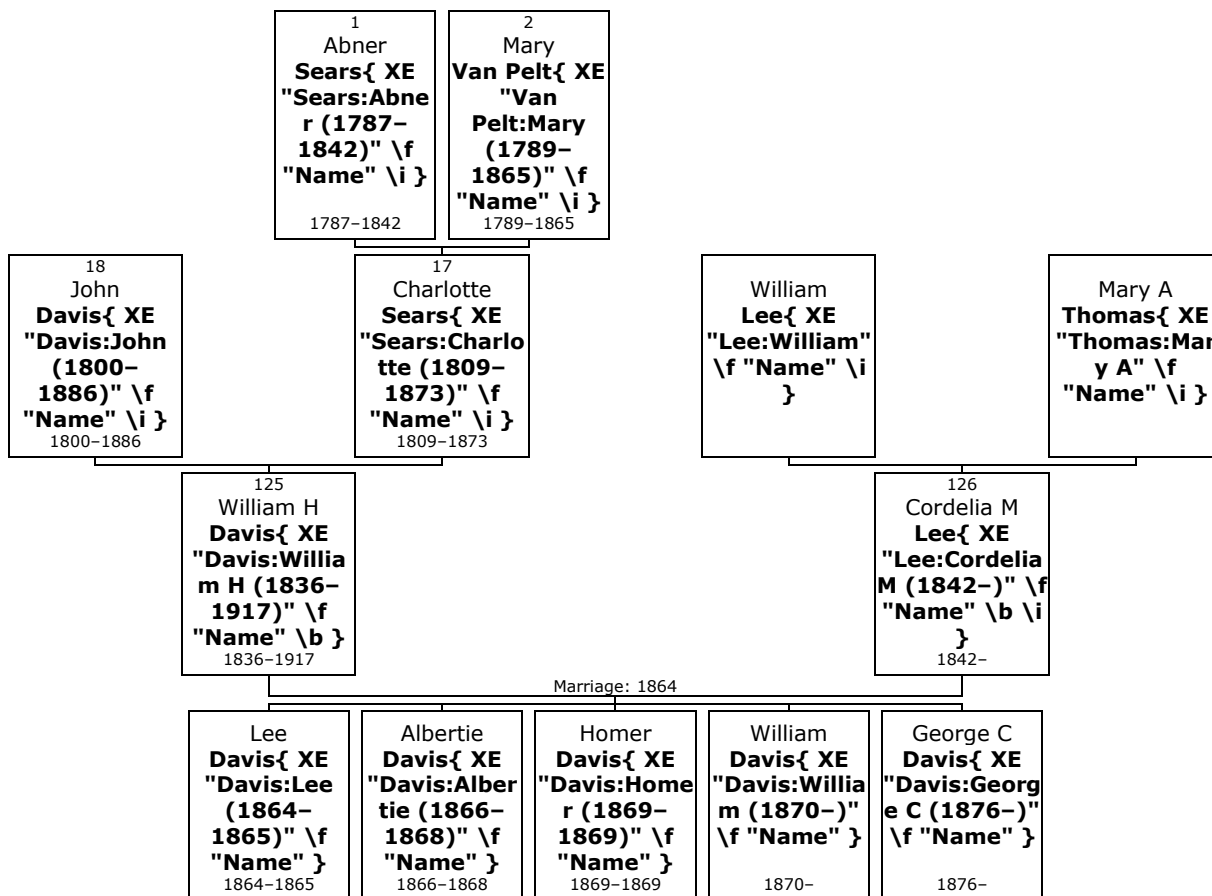 1
Abner
Sears{ XE
"Sears:Abne
r (1787–
1842)" \f
"Name" \i }
1787–1842
2
Mary
Van Pelt{ XE
"Van
Pelt:Mary
(1789–
1865)" \f
"Name" \i }
1789–1865
18
John
Davis{ XE
"Davis:John
(1800–
1886)" \f
"Name" \i }
1800–1886
17
Charlotte
Sears{ XE
"Sears:Charlo
tte (1809–
1873)" \f
"Name" \i }
1809–1873
William
Lee{ XE
"Lee:William"
\f "Name" \i
}
Mary A
Thomas{ XE
"Thomas:Mar
y A" \f
"Name" \i }
125
William H
Davis{ XE
"Davis:Willia
m H (1836–
1917)" \f
"Name" \b }
1836–1917
126
Cordelia M
Lee{ XE
"Lee:Cordelia
M (1842–)" \f
"Name" \b \i
}
1842–
Marriage: 1864
Lee
Davis{ XE
"Davis:Lee
(1864–
1865)" \f
"Name" }
1864–1865
Albertie
Davis{ XE
"Davis:Alber
tie (1866–
1868)" \f
"Name" }
1866–1868
Homer
Davis{ XE
"Davis:Home
r (1869–
1869)" \f
"Name" }
1869–1869
William
Davis{ XE
"Davis:Willia
m (1870–)"
\f "Name" }
1870–
George C
Davis{ XE
"Davis:Georg
e C (1876–)"
\f "Name" }
1876–